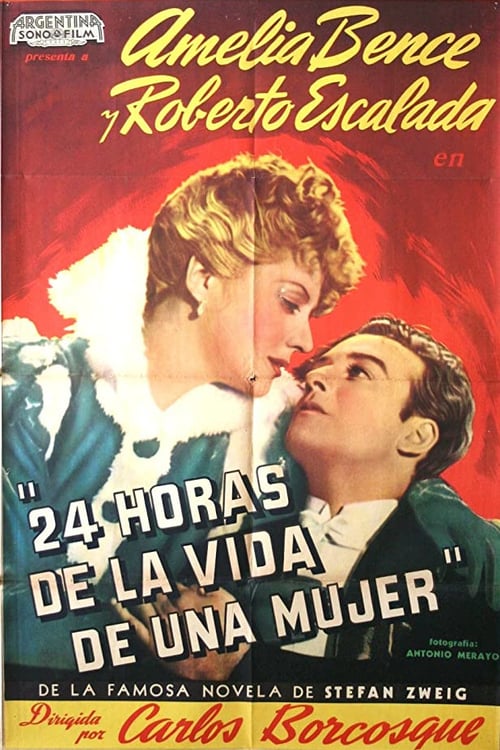 ARGENTINA
SONO FILM
presenta a
Amelia Bence
y Roberto Escalada
en
"24 HORAS
DE LA VIDA
DE UNA MUJER"
fotografía:
ANTONIO MERAYO
DE LA FAMOSA NOVELA DE STEFAN ZWEIG
Dirigida
por Carlos Borcosque